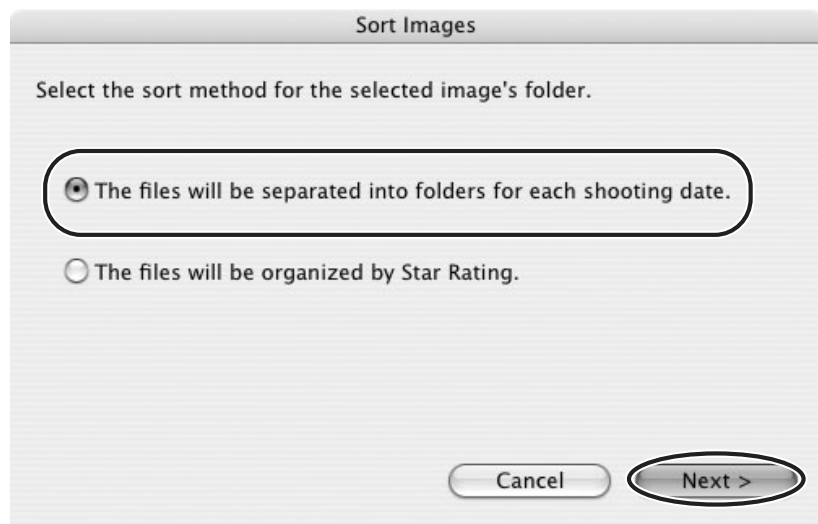 Sort Images
Select the sort method for the selected image's folder.
The files will be separated into folders for each shooting date.
The files will be organized by Star Rating.
Cancel
Next >